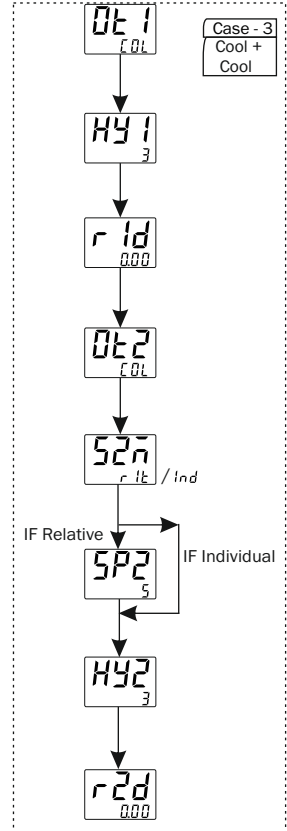 Ot1
COL
Case - 3
Cool +
Cool
HY1
3
r1d
0.00
Ot2
COL
S2m
rlt / Ind
IF Relative
IF Individual
SP2
5
HY2
3
r2d
0.00